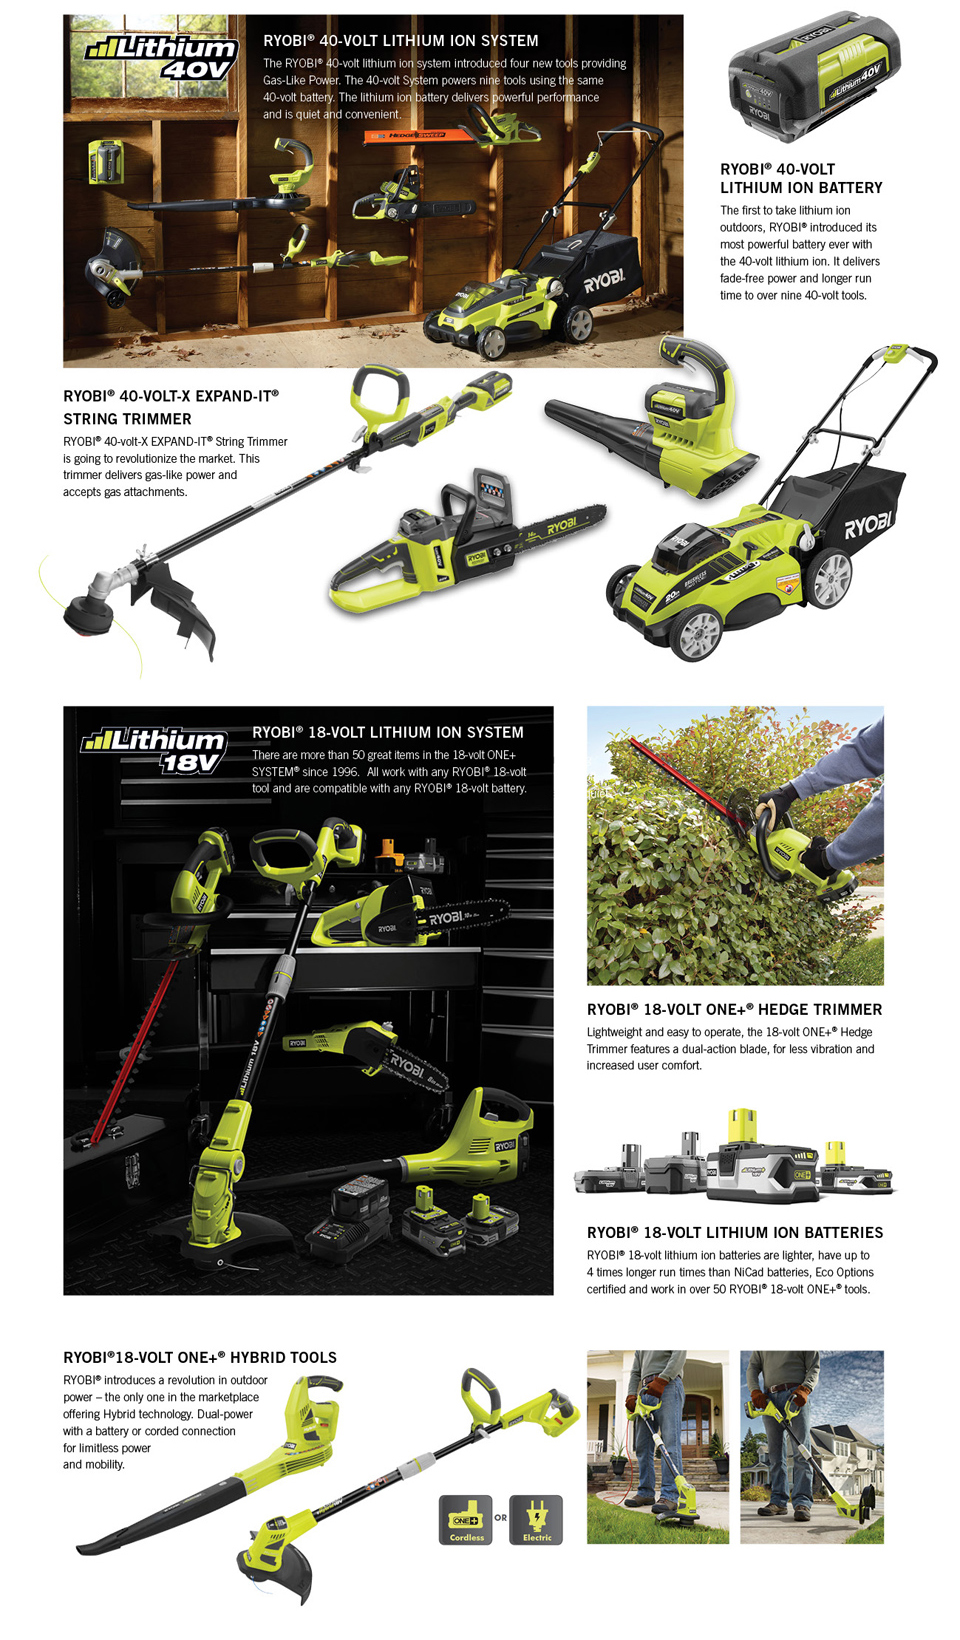 Lithium
40V
RYOBI® 40-VOLT LITHIUM ION SYSTEM
The RYOBI® 40-volt lithium ion system introduced four new tools providing
Gas-Like Power. The 40-volt System powers nine tools using the same
40-volt battery. The lithium ion battery delivers powerful performance
and is quiet and convenient.
HEDGE SWEEP
RYOBI
Lithium40V
RYOBI
RYOBI® 40-VOLT
LITHIUM ION BATTERY
The first to take lithium ion
outdoors, RYOBI® introduced its
most powerful battery ever with
the 40-volt lithium ion. It delivers
fade-free power and longer run
time to over nine 40-volt tools.
RYOBI® 40-VOLT-X EXPAND-IT®
STRING TRIMMER
RYOBI® 40-volt-X EXPAND-IT® String Trimmer
is going to revolutionize the market. This
trimmer delivers gas-like power and
accepts gas attachments.
RYOBI
RYOBI
RYOBI
20in
Lithium
18V
RYOBI® 18-VOLT LITHIUM ION SYSTEM
There are more than 50 great items in the 18-volt ONE+
SYSTEM® since 1996. All work with any RYOBI® 18-volt
tool and are compatible with any RYOBI® 18-volt battery.
RYOBI
RYOBI
RYOBI
RYOBI
Lithium 18V
RYOBI
RYOBI® 18-VOLT ONE+® HEDGE TRIMMER
Lightweight and easy to operate, the 18-volt ONE+® Hedge
Trimmer features a dual-action blade, for less vibration and
increased user comfort.
Lithium+
18V
ONE+
RYOBI® 18-VOLT LITHIUM ION BATTERIES
RYOBI® 18-volt lithium ion batteries are lighter, have up to
4 times longer run times than NiCad batteries, Eco Options
certified and work in over 50 RYOBI® 18-volt ONE+® tools.
RYOBI®18-VOLT ONE+® HYBRID TOOLS
RYOBI® introduces a revolution in outdoor
power – the only one in the marketplace
offering Hybrid technology. Dual-power
with a battery or corded connection
for limitless power
and mobility.
RYOBI
ONE+
Cordless
OR
Electric